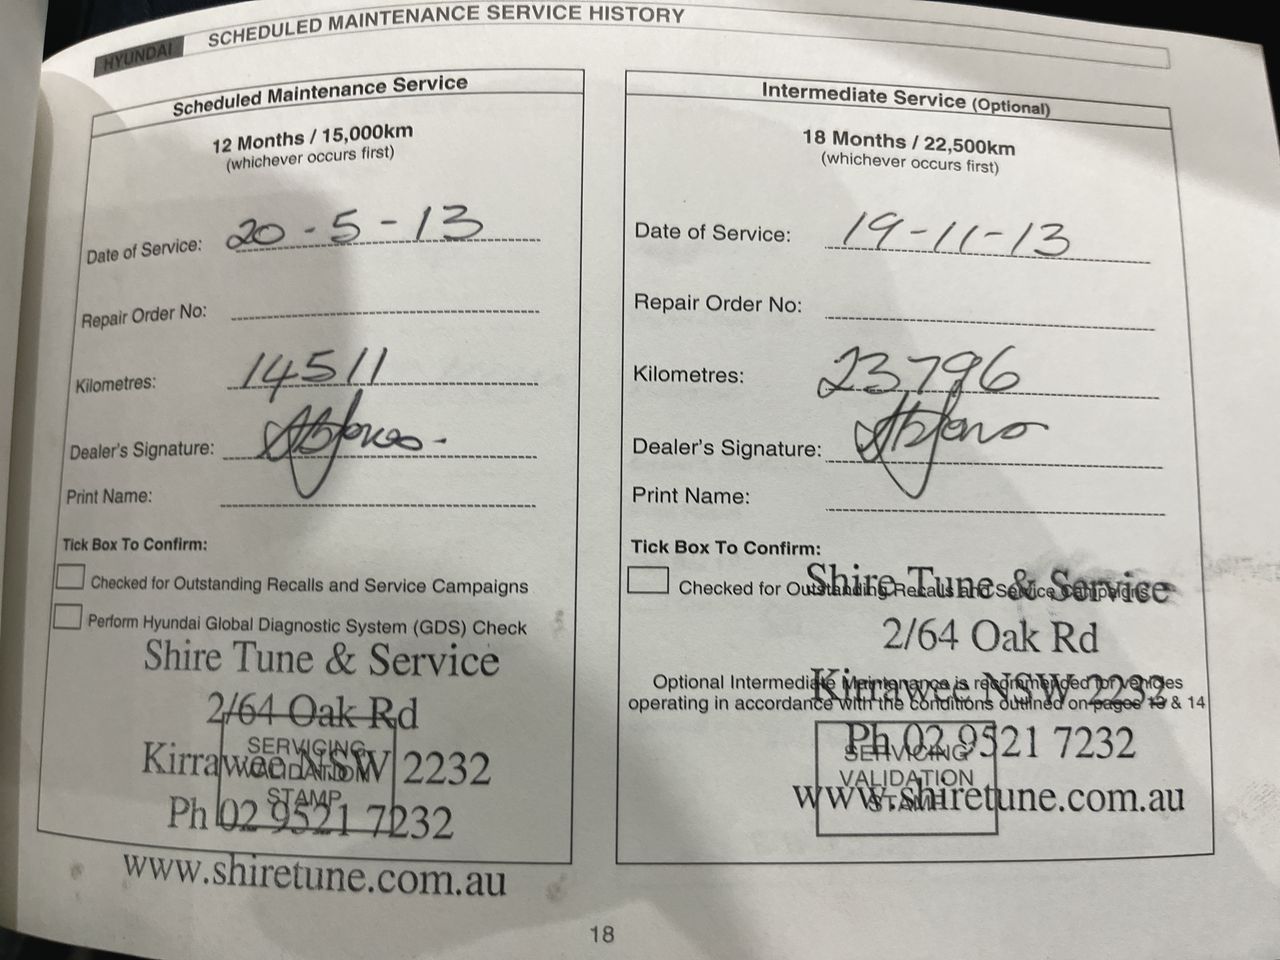 HYUNDAI SCHEDULED MAINTENANCE SERVICE HISTORY
Scheduled Maintenance Service
12 Months / 15,000km
(whichever occurs first)
Date of Service: 20-5-13
Repair Order No:
Kilometres: 14511
Dealer's Signature:
Print Name:
Tick Box To Confirm:
Checked for Outstanding Recalls and Service Campaigns
Perform Hyundai Global Diagnostic System (GDS) Check
Shire Tune & Service
2/64 Oak Rd
Kirrawee NSW 2232
Ph 02 9521 7232
www.shiretune.com.au
SERVICING
VALIDATION
STAMP
Intermediate Service (Optional)
18 Months / 22,500km
(whichever occurs first)
Date of Service: 19-11-13
Repair Order No:
Kilometres: 23796
Dealer's Signature:
Print Name:
Tick Box To Confirm:
Checked for Outstanding Recalls and Service Campaigns
Optional Intermediate Maintenance is recommended for vehicles
operating in accordance with the conditions outlined on pages 13 & 14
Shire Tune & Service
2/64 Oak Rd
Kirrawee NSW 2232
Ph 02 9521 7232
www.shiretune.com.au
SERVICING
VALIDATION
STAMP
18